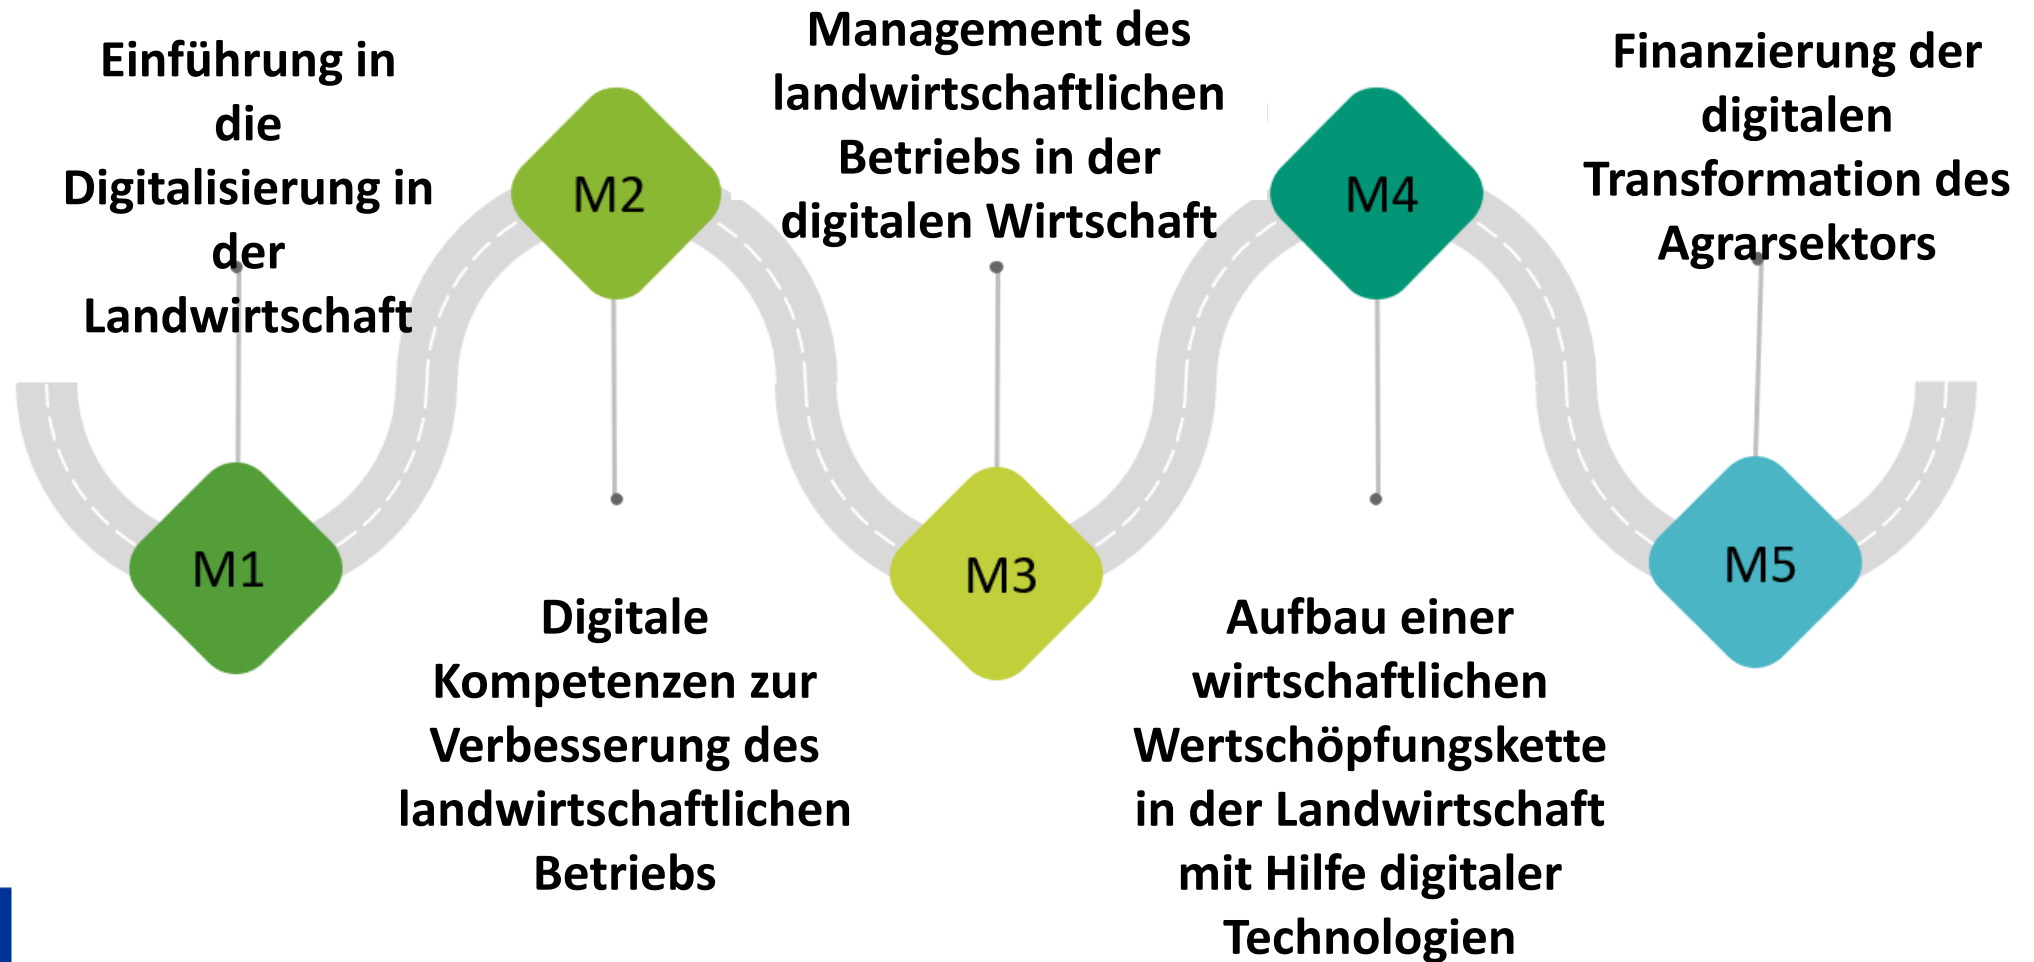 Einführung in
die
Digitalisierung in
der
Landwirtschaft
M1
M2
Digitale
Kompetenzen zur
Verbesserung des
landwirtschaftlichen
Betriebs
Management des
landwirtschaftlichen
Betriebs in der
digitalen Wirtschaft
M3
M4
Aufbau einer
wirtschaftlichen
Wertschöpfungskette
in der Landwirtschaft
mit Hilfe digitaler
Technologien
Finanzierung der
digitalen
Transformation des
Agrarsektors
M5